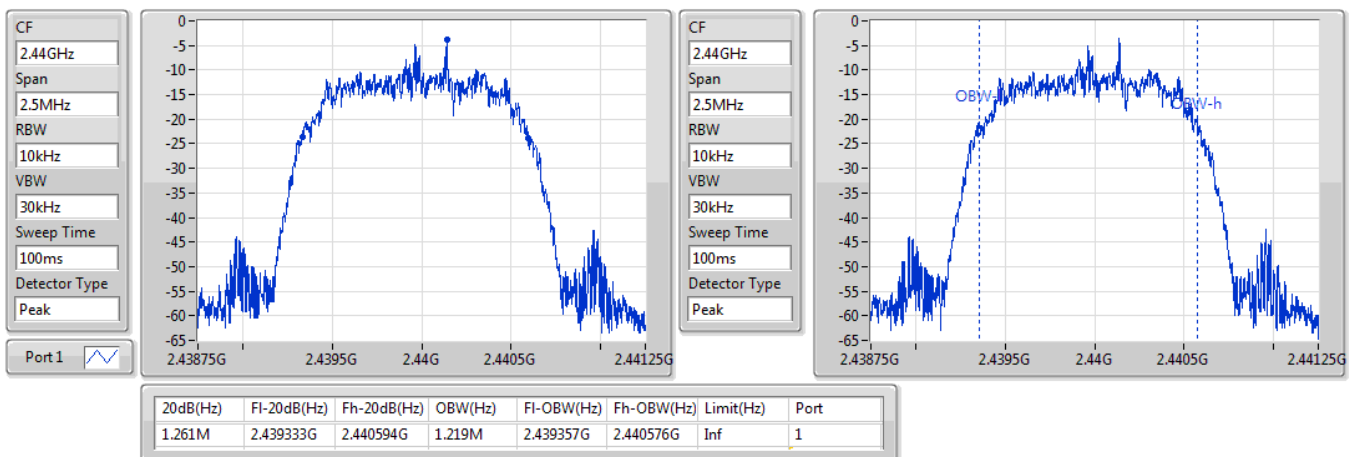 CF
2.44GHz
Span
2.5MHz
RBW
10kHz
VBW
30kHz
Sweep Time
100ms
Detector Type
Peak
Port 1
0
-5
-10
-15
-20
-25
-30
-35
-40
-45
-50
-55
-60
-65
2.43875G 2.4395G 2.44G 2.4405G 2.44125G
CF
2.44GHz
Span
2.5MHz
RBW
10kHz
VBW
30kHz
Sweep Time
100ms
Detector Type
Peak
0
-5
-10
-15
-20
-25
-30
-35
-40
-45
-50
-55
-60
-65
OBW-h
2.43875G 2.4395G 2.44G 2.4405G 2.44125G
20dB(Hz) Fl-20dB(Hz) Fh-20dB(Hz) OBW(Hz) Fl-OBW(Hz) Fh-OBW(Hz) Limit(Hz) Port
1.261M 2.439333G 2.440594G 1.219M 2.439357G 2.440576G Inf 1